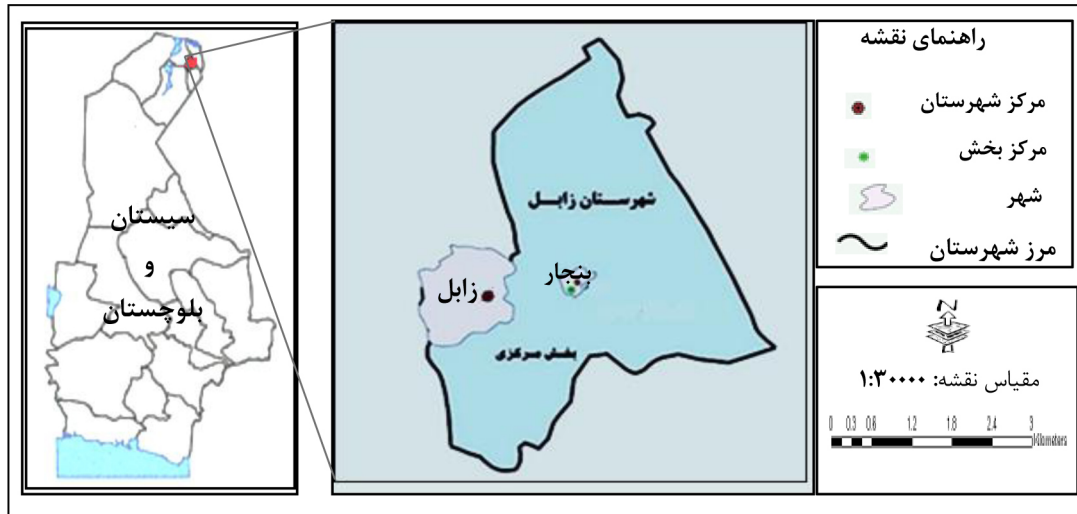 سیستان
و
بلوچستان
شهرستان زابل
زابل
بنجار
بخش مرکزی
راهنمای نقشه
مرکز شهرستان
مرکز بخش
شهر
مرز شهرستان
N
مقیاس نقشه: ۱:۳۰۰۰۰
0 0.3 0.6 1.2 1.8 2.4 3
Kilometers